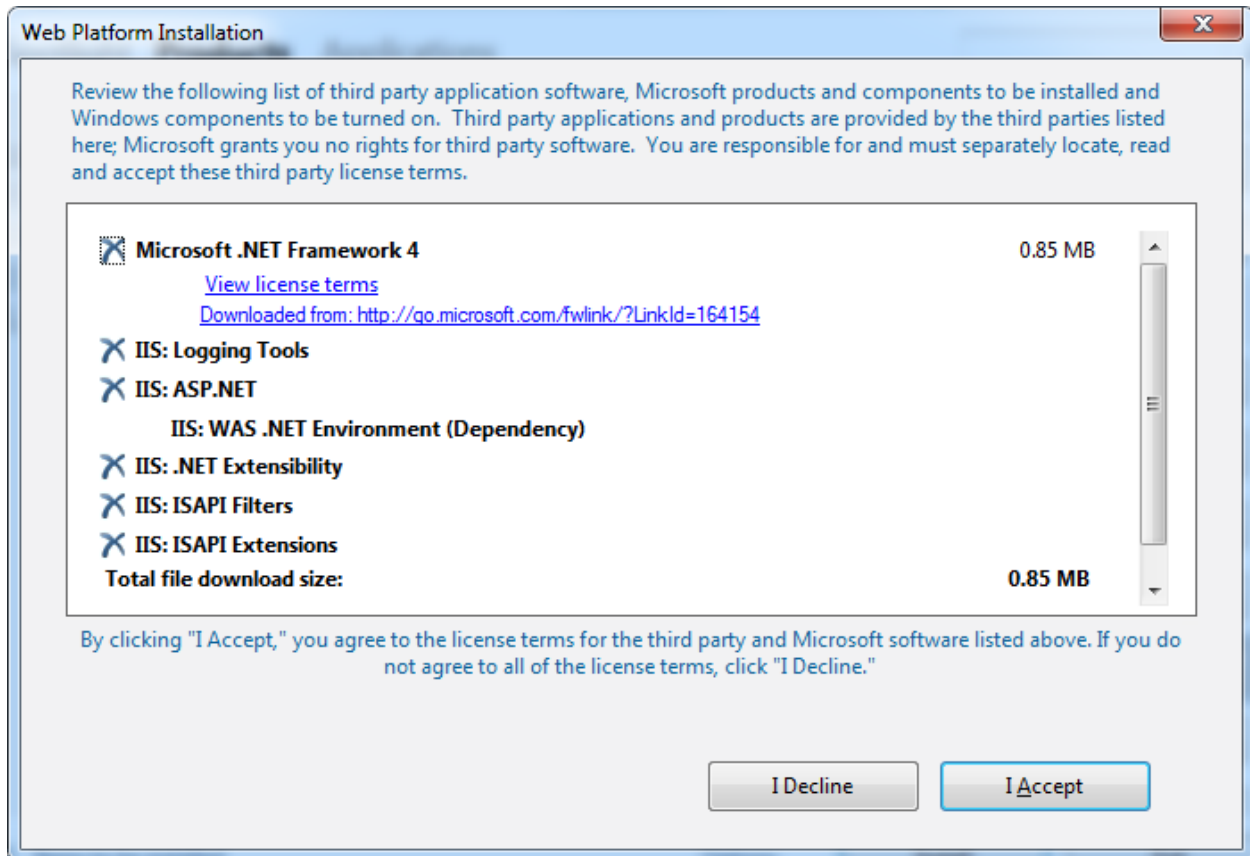 Web Platform Installation
Review the following list of third party application software, Microsoft products and components to be installed and
Windows components to be turned on.  Third party applications and products are provided by the third parties listed
here; Microsoft grants you no rights for third party software.  You are responsible for and must separately locate, read
and accept these third party license terms.
Microsoft .NET Framework 4 0.85 MB
View license terms
Downloaded from: http://go.microsoft.com/fwlink/?LinkId=164154
IIS: Logging Tools
IIS: ASP.NET
IIS: WAS .NET Environment (Dependency)
IIS: .NET Extensibility
IIS: ISAPI Filters
IIS: ISAPI Extensions
Total file download size: 0.85 MB
By clicking "I Accept," you agree to the license terms for the third party and Microsoft software listed above. If you do
not agree to all of the license terms, click "I Decline."
I Decline I Accept